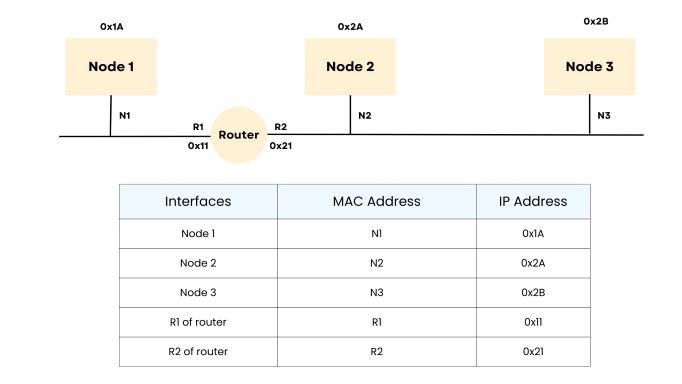 0x1A
0x2A
0x2B
Node 1
Node 2
Node 3
N1
N2
N3
R1
Router
R2
0x11
0x21
Interfaces MAC Address IP Address
Node 1 N1 0x1A
Node 2 N2 0x2A
Node 3 N3 0x2B
R1 of router R1 0x11
R2 of router R2 0x21